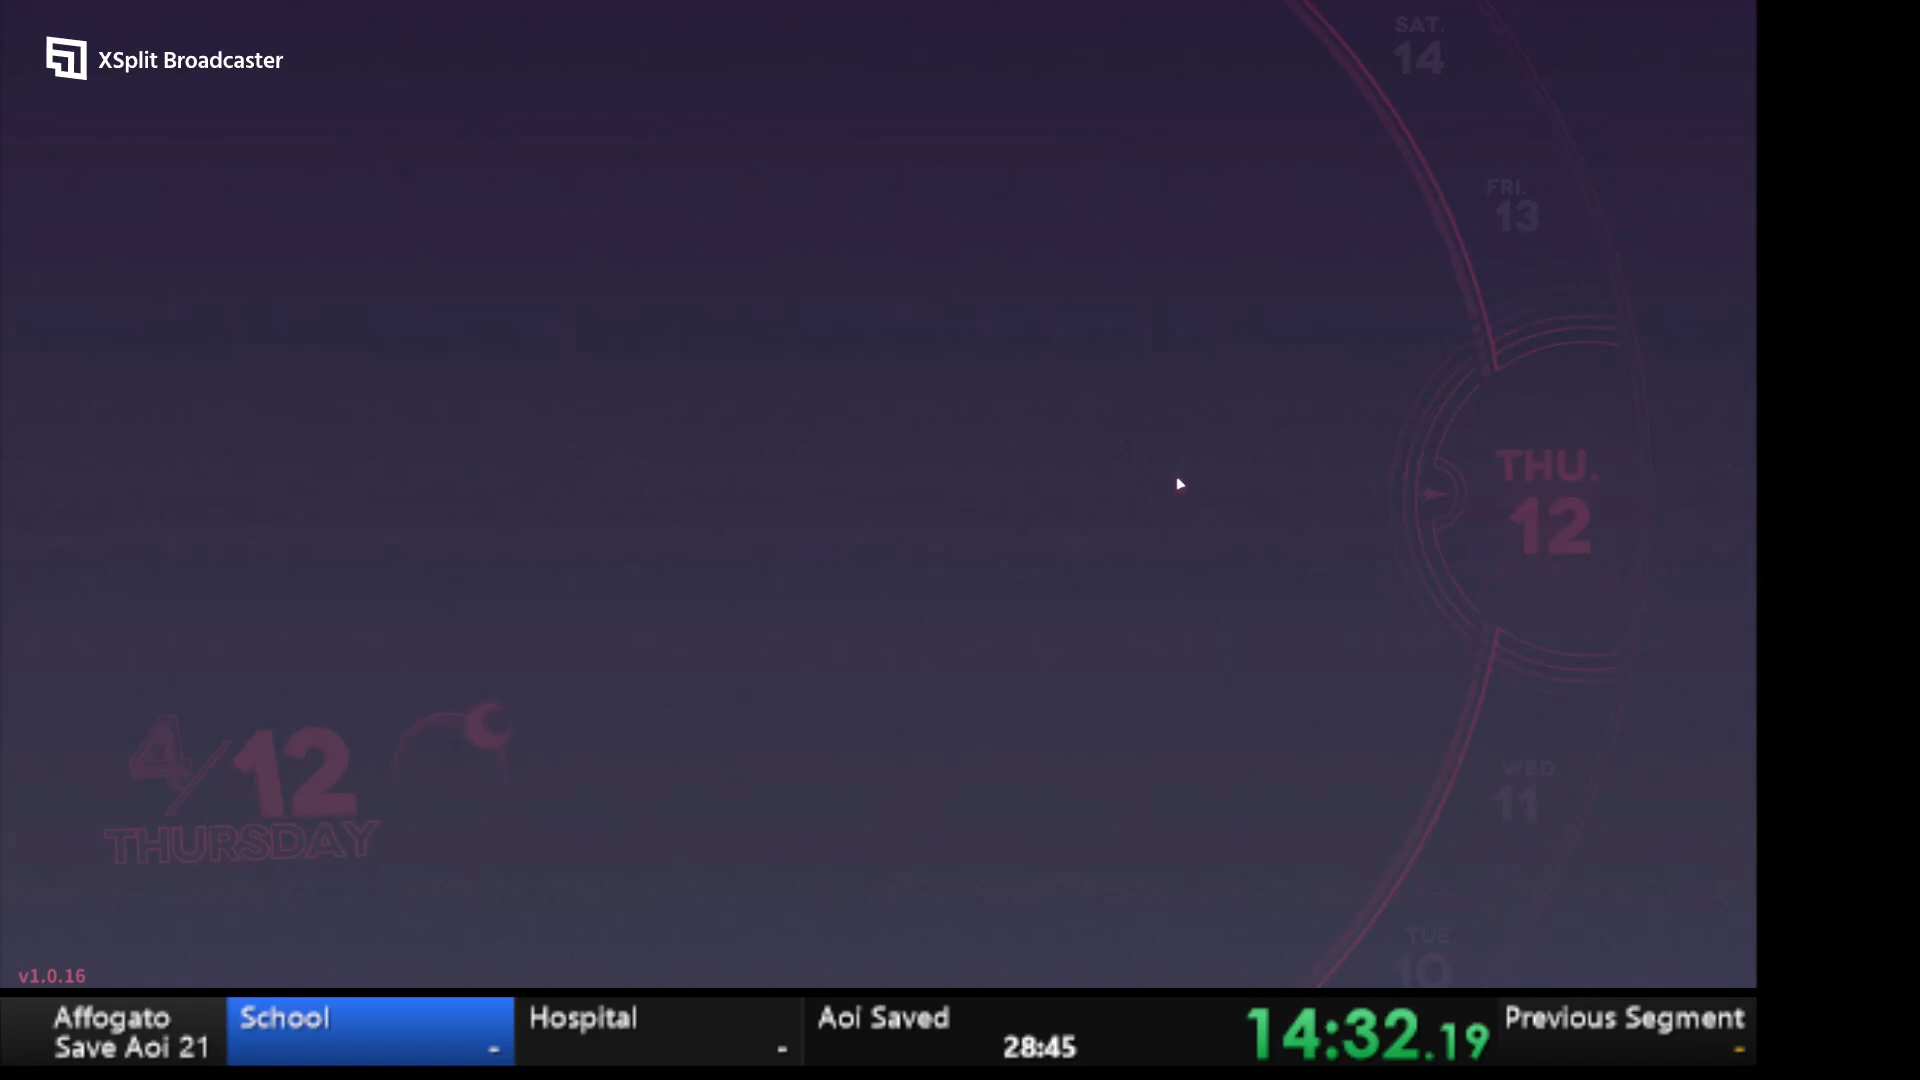 XSplit Broadcaster
SAT.
14
FRI.
13
THU.
12
WED.
11
TUE
10
4/12
THURSDAY
v1.0.16
Affogato
Save Aoi 21
School
-
Hospital
-
Aoi Saved
28:45
14:32.19
Previous Segment
-